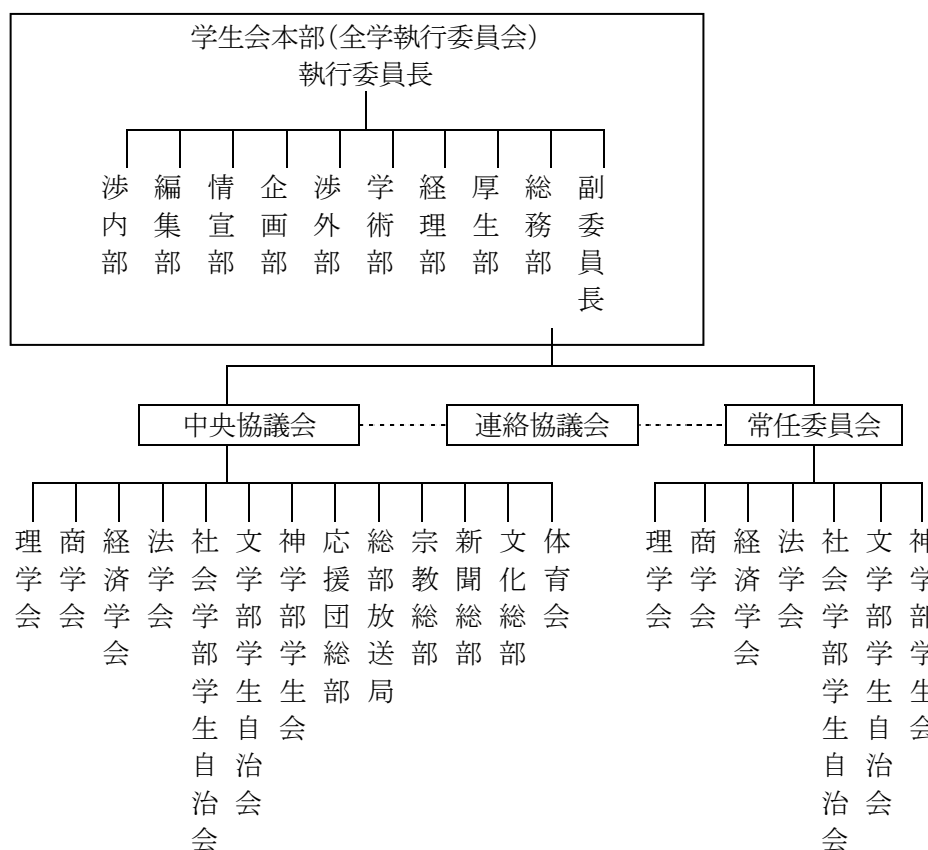 学生会本部(全学執行委員会)
執行委員長
副委員長
総務部
厚生部
経理部
学術部
渉外部
企画部
情宣部
編集部
渉内部
中央協議会
連絡協議会
常任委員会
神学部学生会
文学部学生自治会
社会学部学生自治会
法学会
経済学会
商学会
理学会
体育会
文化総部
新聞総部
宗教総部
総部放送局
応援団総部
神学部学生会
文学部学生自治会
社会学部学生自治会
法学会
経済学会
商学会
理学会